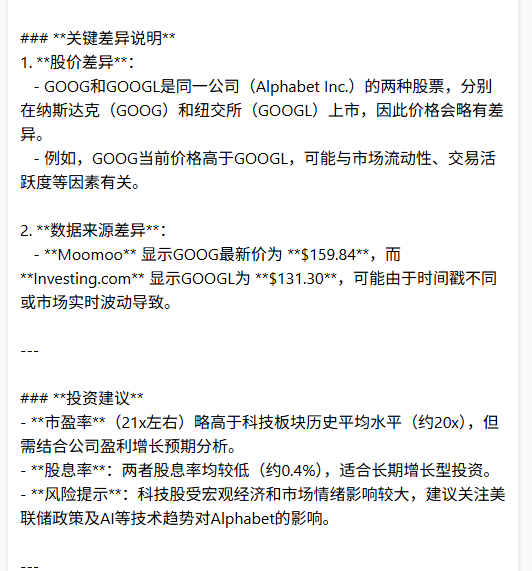 ### **关键差异说明**
1. **股价差异**：
- GOOG和GOOGL是同一公司（Alphabet Inc.）的两种股票，分别
在纳斯达克（GOOG）和纽交所（GOOGL）上市，因此价格会略有差
异。
- 例如，GOOG当前价格高于GOOGL，可能与市场流动性、交易活
跃度等因素有关。
2. **数据来源差异**：
- **Moomoo** 显示GOOG最新价为 **$159.84**，而
**Investing.com** 显示GOOGL为 **$131.30**，可能由于时间戳不同
或市场实时波动导致。
---
### **投资建议**
- **市盈率**（21x左右）略高于科技板块历史平均水平（约20x），但
需结合公司盈利增长预期分析。
- **股息率**：两者股息率均较低（约0.4%），适合长期增长型投资。
- **风险提示**：科技股受宏观经济和市场情绪影响较大，建议关注美
联储政策及AI等技术趋势对Alphabet的影响。
---